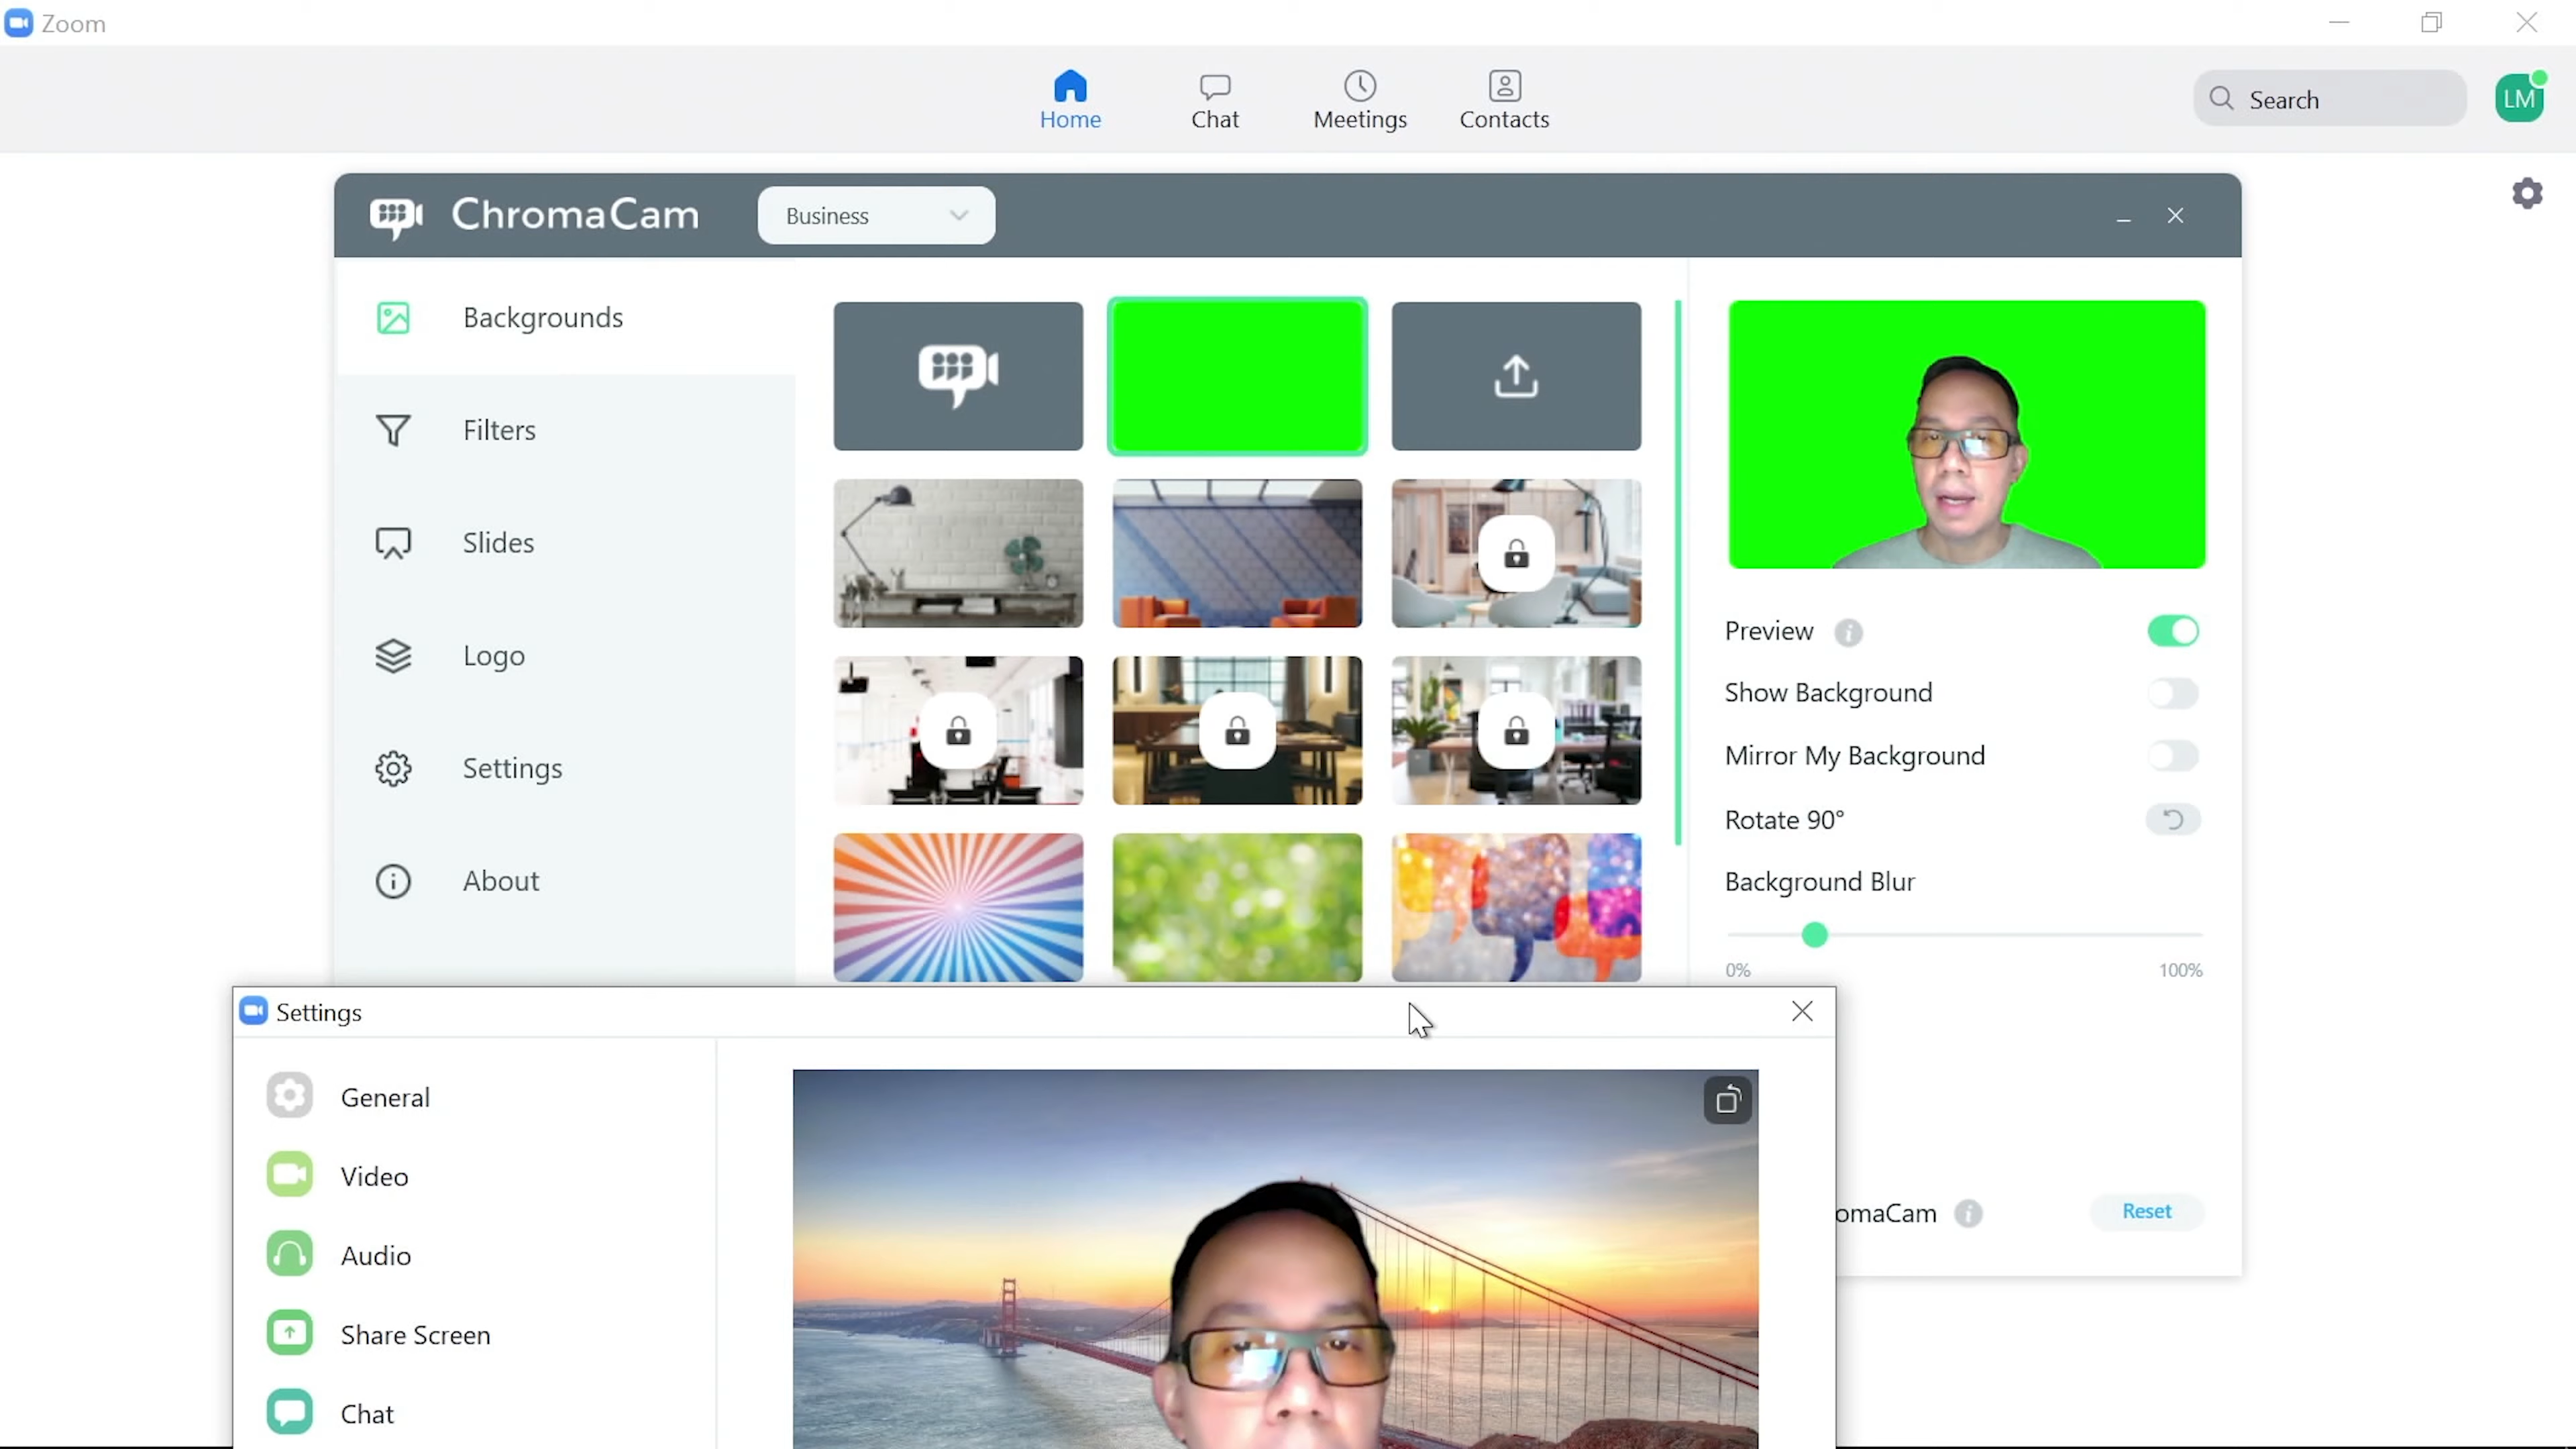 Zoom
Home
Chat
Meetings
Contacts
Search
LM
ChromaCam
Business
Backgrounds
Filters
Slides
Logo
Settings
About
Preview
Show Background
Mirror My Background
Rotate 90°
Background Blur
0%
100%
omaCam
Reset
Settings
General
Video
Audio
Share Screen
Chat